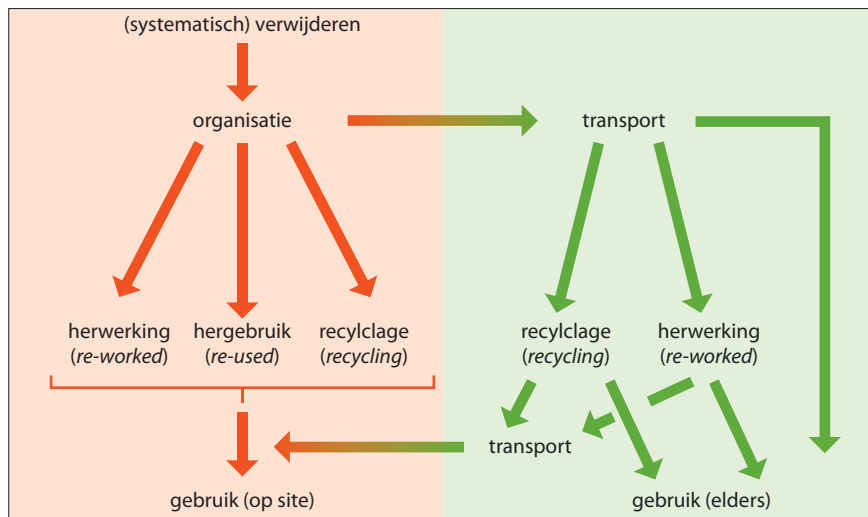 (systematisch) verwijderen
organisatie
transport
herwerking
(re-worked)
hergebruik
(re-used)
recylclage
(recycling)
recylclage
(recycling)
herwerking
(re-worked)
transport
gebruik (op site)
gebruik (elders)